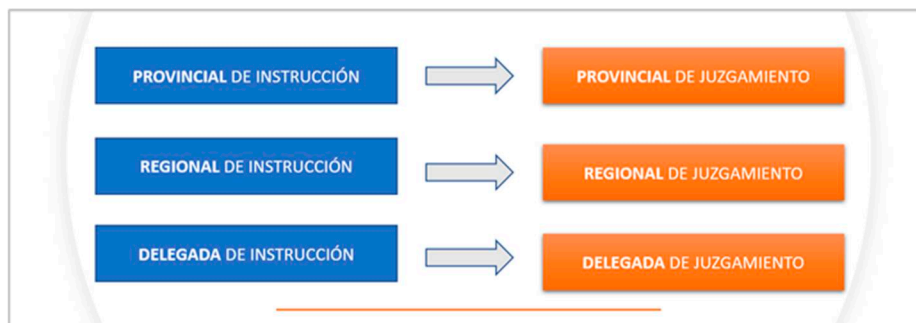 PROVINCIAL DE INSTRUCCIÓN
PROVINCIAL DE JUZGAMIENTO
REGIONAL DE INSTRUCCIÓN
REGIONAL DE JUZGAMIENTO
DELEGADA DE INSTRUCCIÓN
DELEGADA DE JUZGAMIENTO